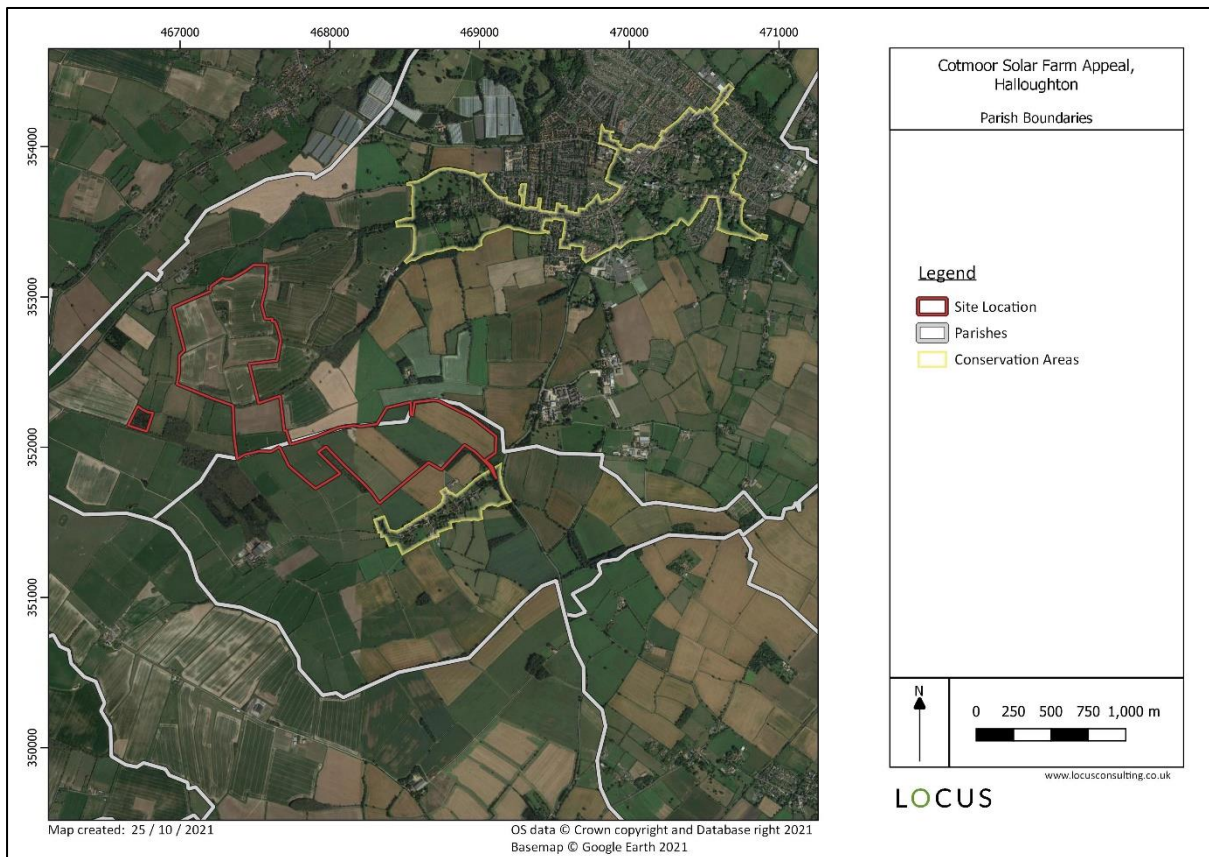 467000 468000 469000 470000 471000
354000
353000
352000
351000
350000
Map created: 25 / 10 / 2021
OS data © Crown copyright and Database right 2021
Basemap © Google Earth 2021
Cotmoor Solar Farm Appeal,
Halloughton
Parish Boundaries
Legend
Site Location
Parishes
Conservation Areas
N
0 250 500 750 1,000 m
www.locusconsulting.co.uk
LOCUS